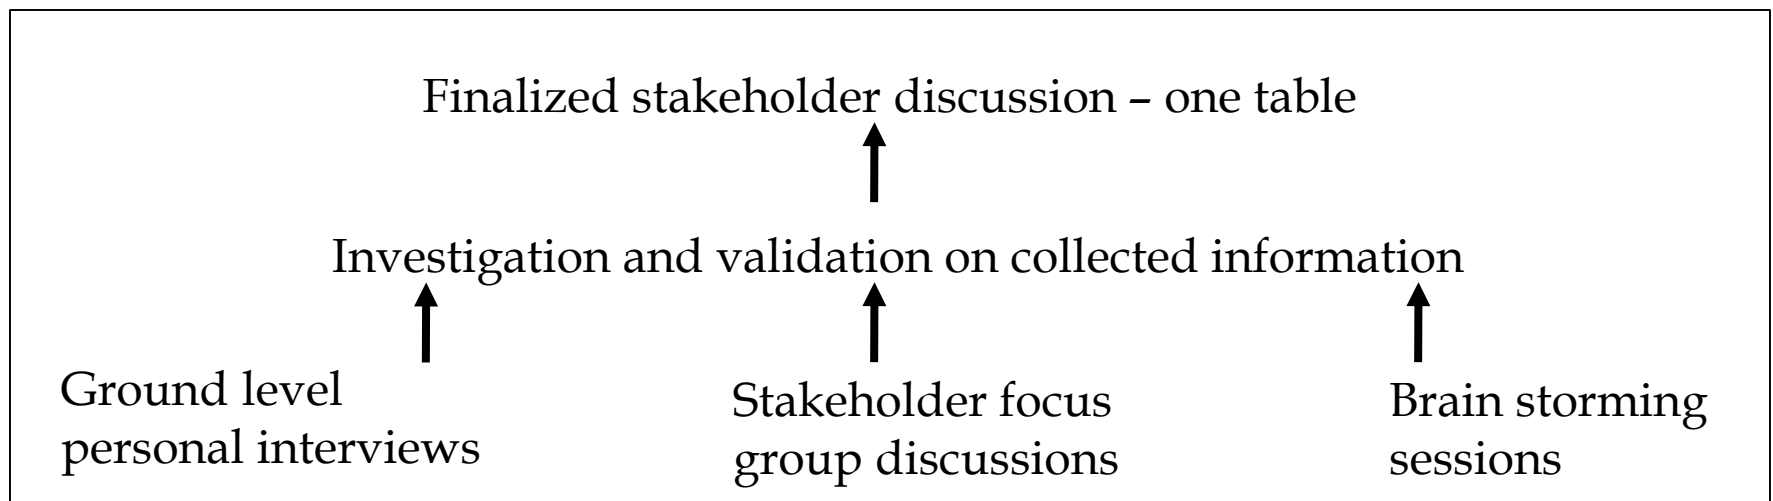 Finalized stakeholder discussion – one table
Investigation and validation on collected information
Ground level
personal interviews
Stakeholder focus
group discussions
Brain storming
sessions